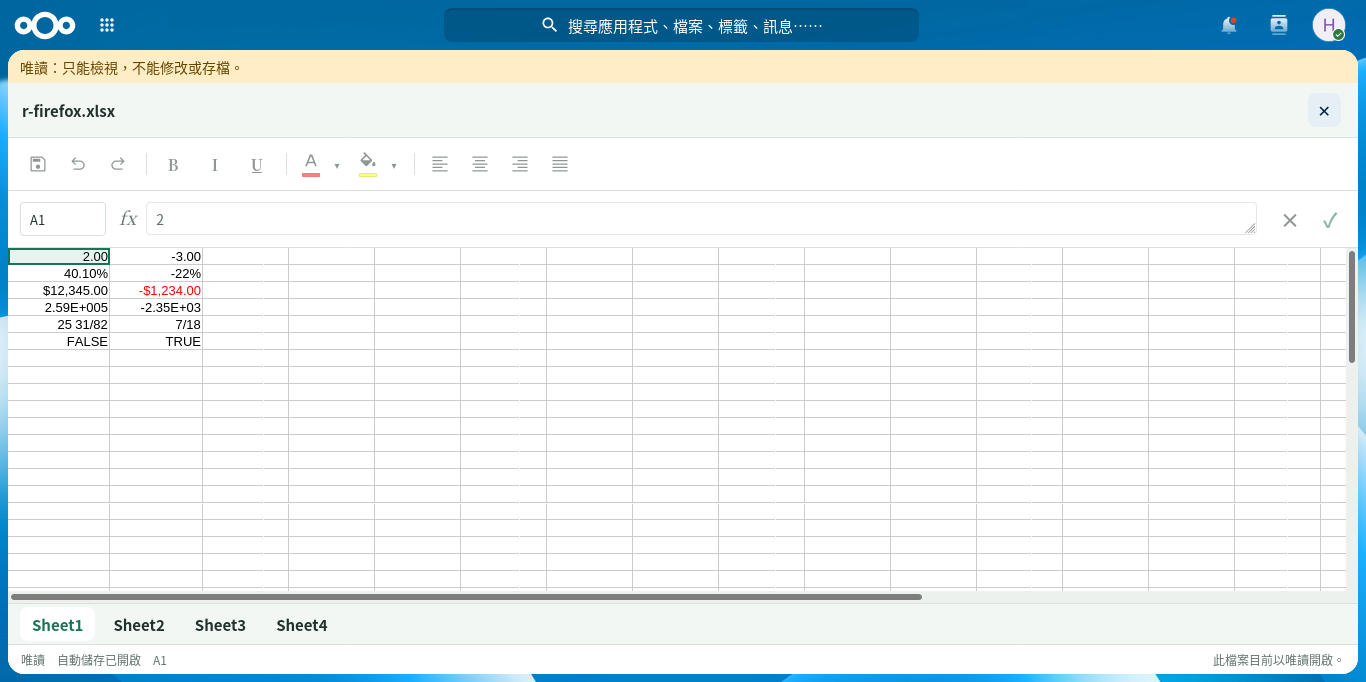 搜尋應用程式、檔案、標籤、訊息……
H
唯讀：只能檢視，不能修改或存檔。
r-firefox.xlsx
×
B I U A
A1 fx 2
2.00 -3.00
40.10% -22%
$12,345.00 -$1,234.00
2.59E+005 -2.35E+03
25 31/82 7/18
FALSE TRUE
Sheet1 Sheet2 Sheet3 Sheet4
唯讀 自動儲存已開啟 A1 此檔案目前以唯讀開啟。